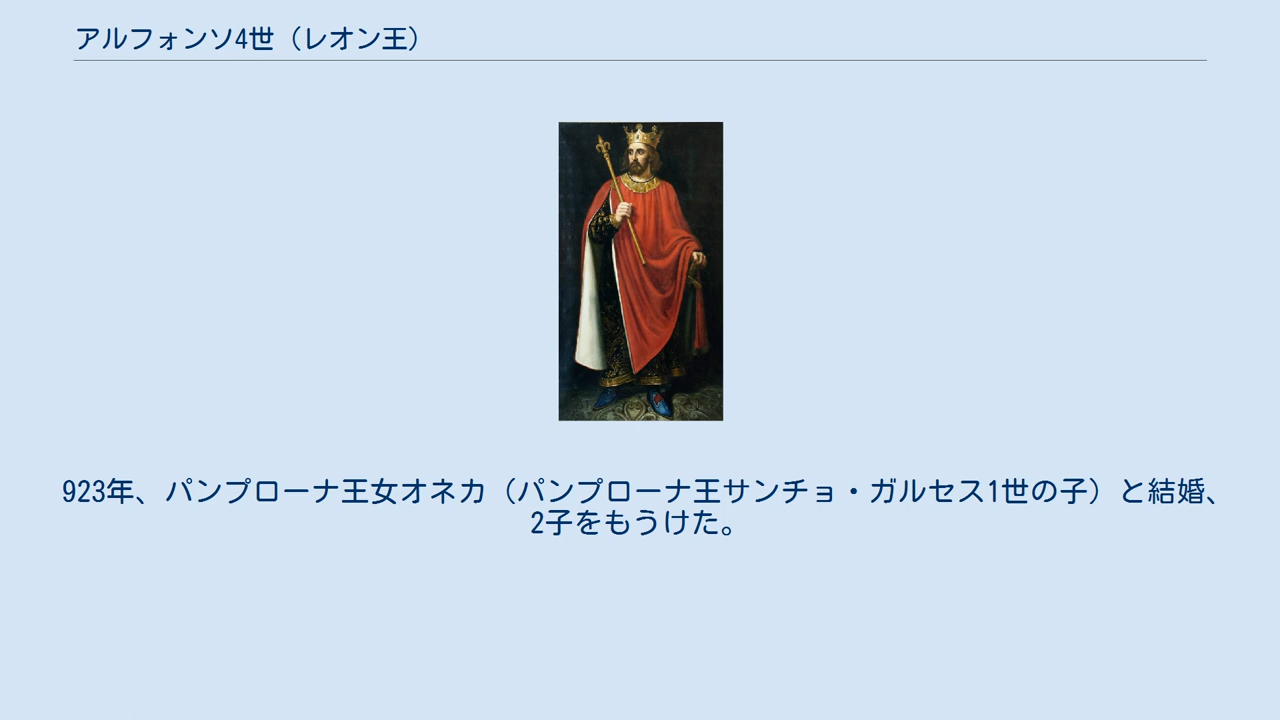 アルフォンソ4世（レオン王）
923年、パンプローナ王女オネカ（パンプローナ王サンチョ・ガルセス1世の子）と結婚、
2子をもうけた。